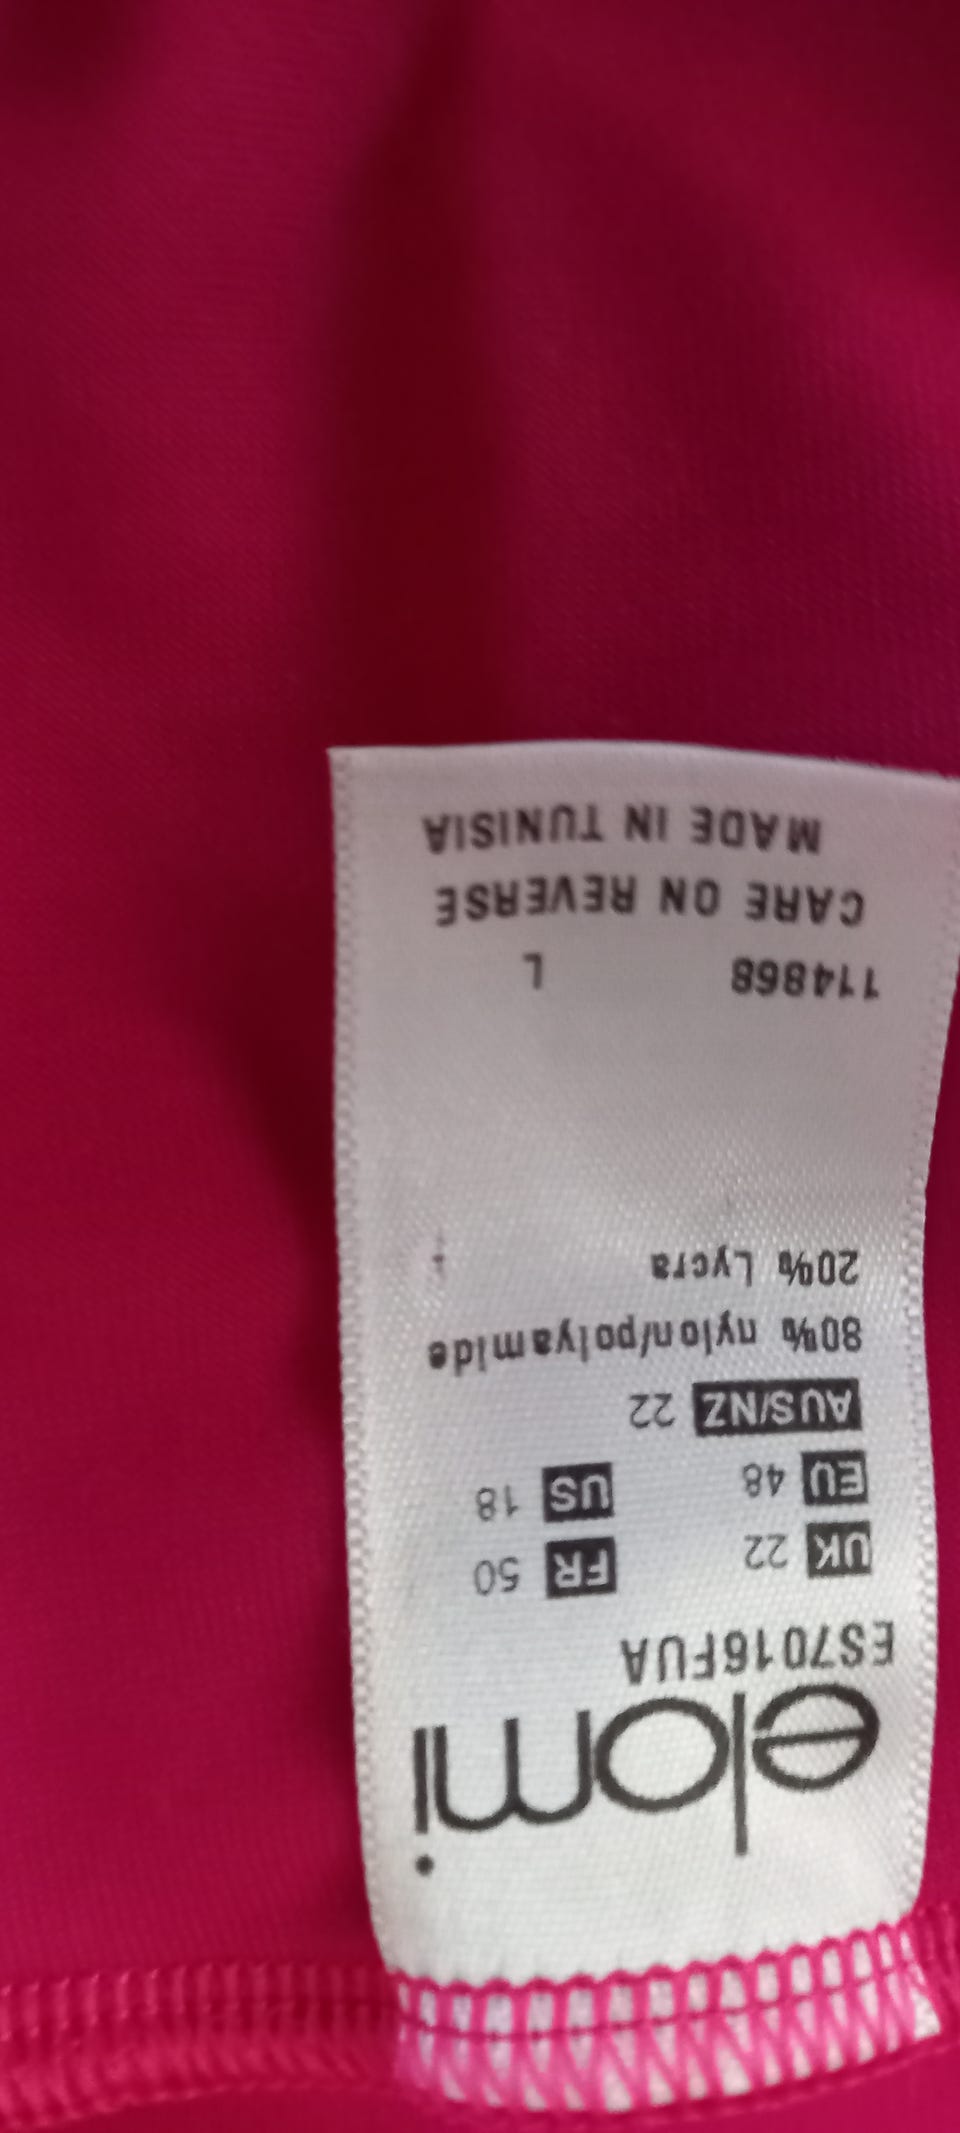 elomi
ES7016FUA
UK 22 FR 50
EU 48 US 18
AUS/NZ 22
80% nylon/polyamide
20% Lycra
114868 L
CARE ON REVERSE
MADE IN TUNISIA